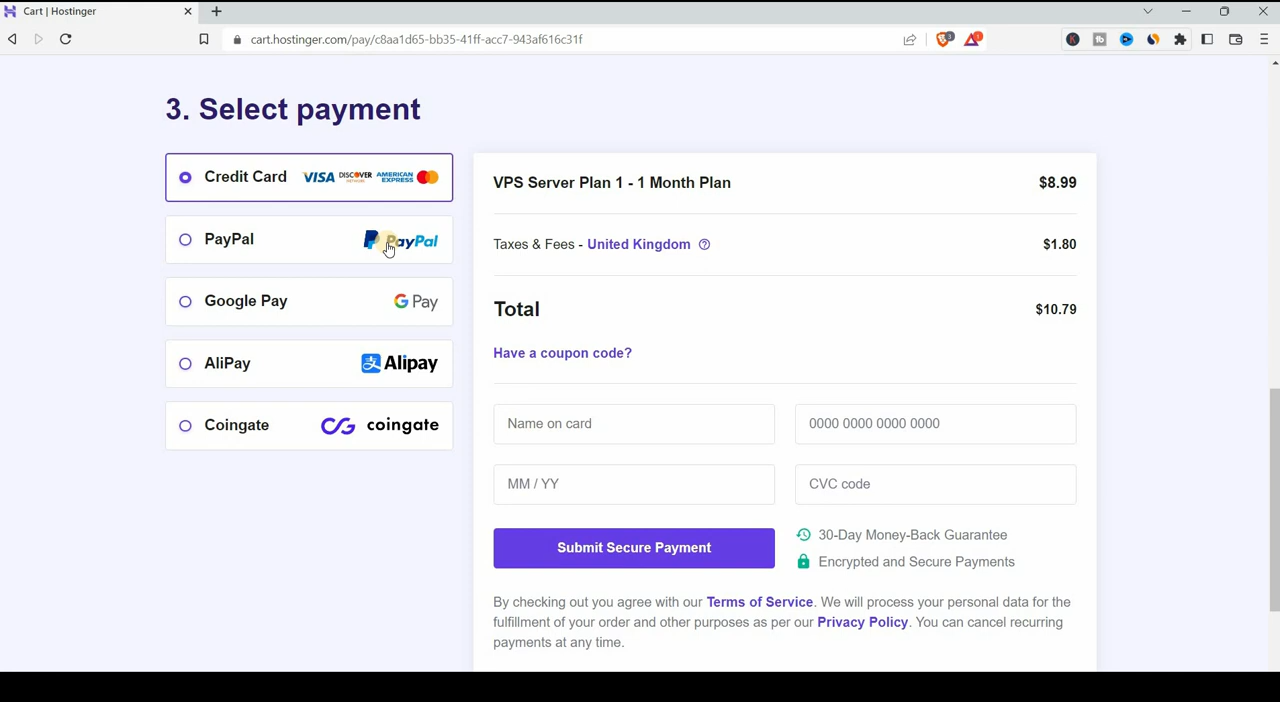 Cart | Hostinger
cart.hostinger.com/pay/c8aa1d65-bb35-41ff-acc7-943af616c31f
3. Select payment
Credit Card VISA DISCOVER NETWORK AMERICAN EXPRESS
PayPal PayPal
Google Pay G Pay
AliPay 支 Alipay
Coingate CG coingate
VPS Server Plan 1 - 1 Month Plan $8.99
Taxes & Fees - United Kingdom ? $1.80
Total $10.79
Have a coupon code?
Name on card 0000 0000 0000 0000
MM / YY CVC code
Submit Secure Payment
30-Day Money-Back Guarantee
Encrypted and Secure Payments
By checking out you agree with our Terms of Service. We will process your personal data for the
fulfillment of your order and other purposes as per our Privacy Policy. You can cancel recurring
payments at any time.